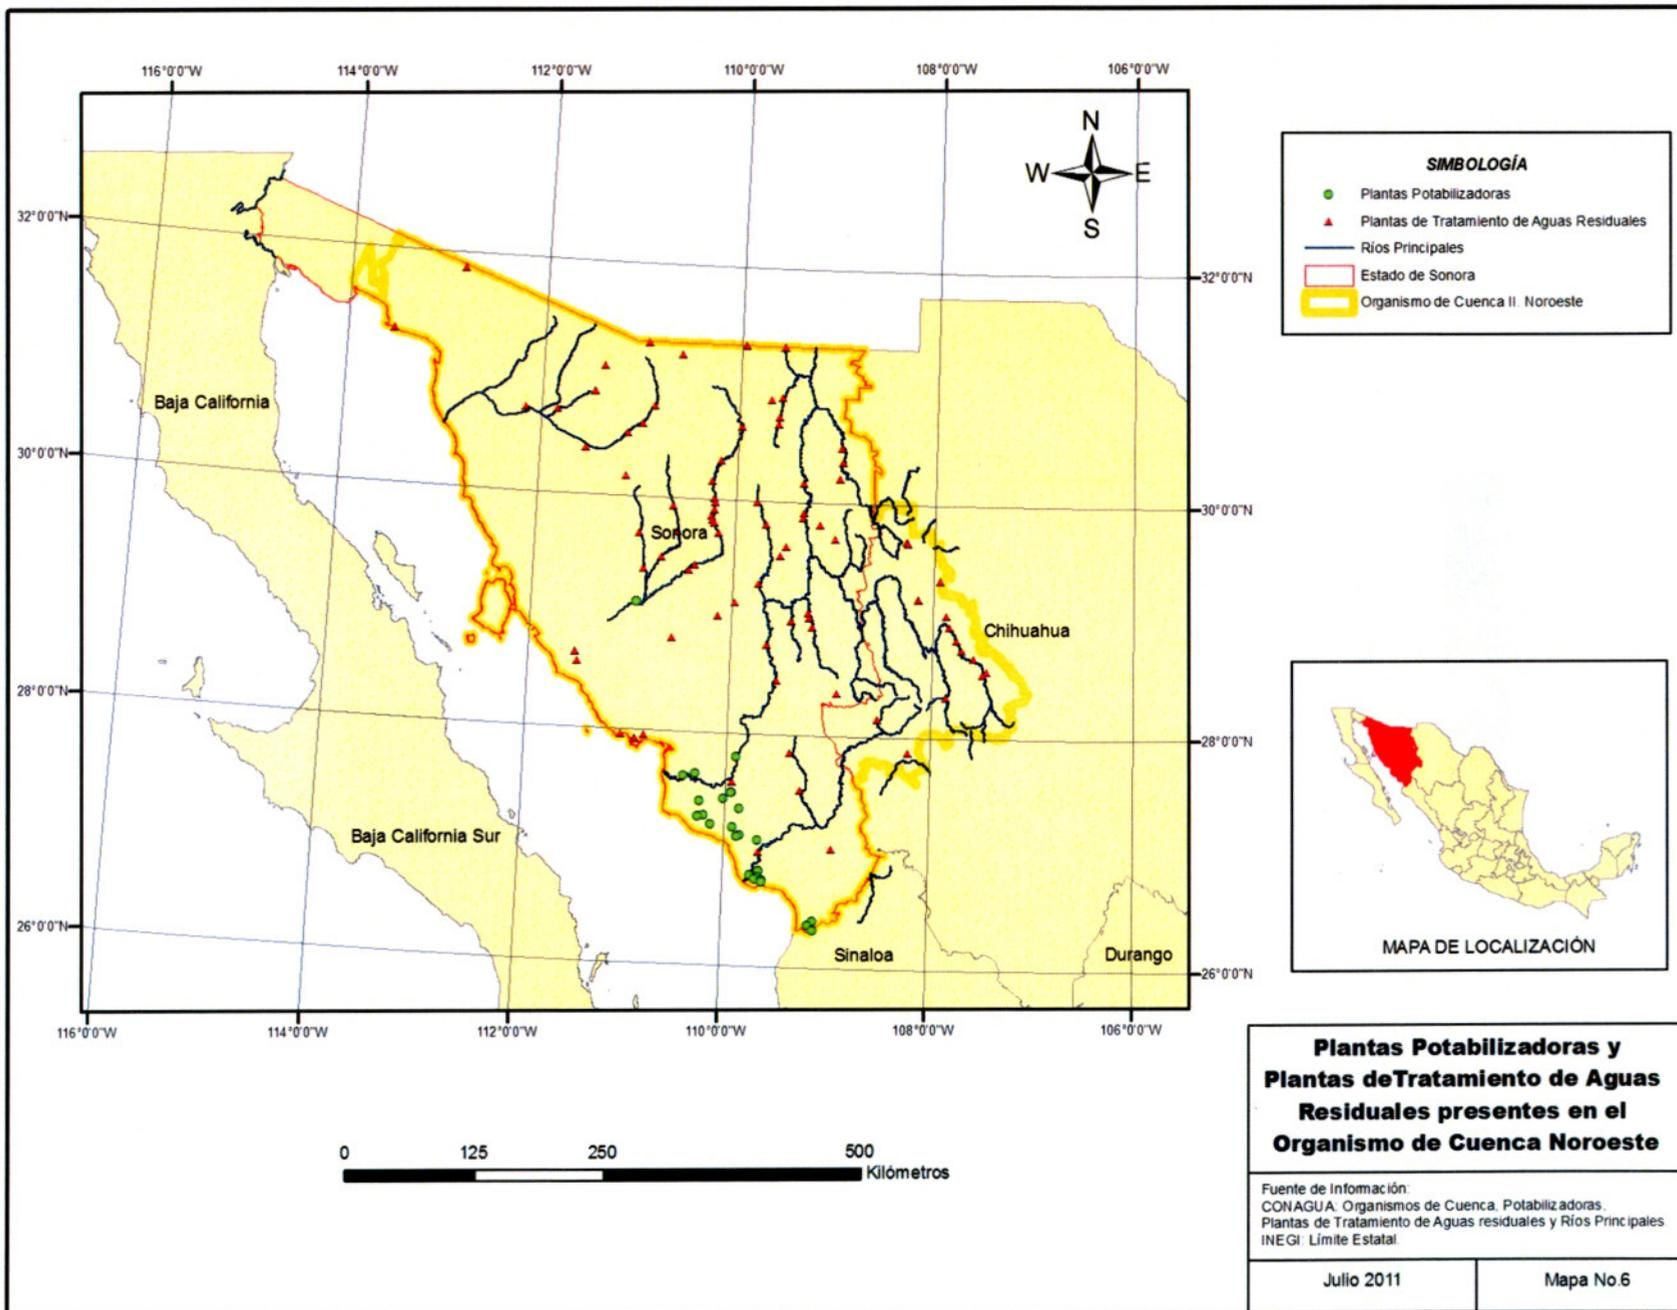 116°0'0"W
114°0'0"W
112°0'0"W
110°0'0"W
108°0'0"W
106°0'0"W
N
W
E
S
32°0'0"N
32°0'0"N
30°0'0"N
30°0'0"N
28°0'0"N
28°0'0"N
26°0'0"N
26°0'0"N
Baja California
Sonora
Chihuahua
Baja California Sur
Sinaloa
Durango
116°0'0"W
114°0'0"W
112°0'0"W
110°0'0"W
108°0'0"W
106°0'0"W
0
125
250
500
Kilómetros
SIMBOLOGÍA
Plantas Potabilizadoras
Plantas de Tratamiento de Aguas Residuales
Ríos Principales
Estado de Sonora
Organismo de Cuenca II. Noroeste
MAPA DE LOCALIZACIÓN
Plantas Potabilizadoras y
Plantas deTratamiento de Aguas
Residuales presentes en el
Organismo de Cuenca Noroeste
Fuente de Información:
CONAGUA: Organismos de Cuenca, Potabilizadoras,
Plantas de Tratamiento de Aguas residuales y Ríos Principales.
INEGI: Límite Estatal.
Julio 2011
Mapa No.6